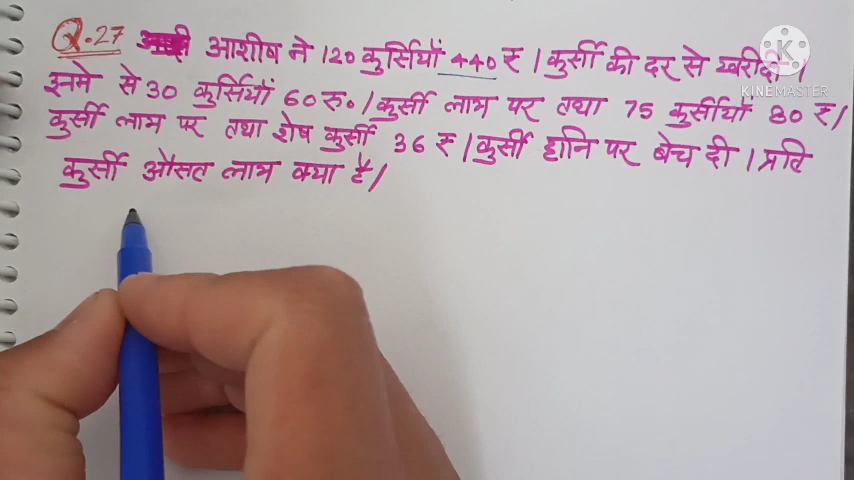 Q.27 आशीष ने 120 कुर्सियाँ 440 रु / कुर्सी की दर से खरीदी।
इनमे से 30 कुर्सियाँ 60 रु० / कुर्सी लाभ पर तथा 75 कुर्सीयाँ 80 रु /
कुर्सी लाभ पर तथा शेष कुर्सी 36 रु / कुर्सी हानि पर बेच दी । प्रति
कुर्सी औसत लाभ क्या है/
KINEMASTER